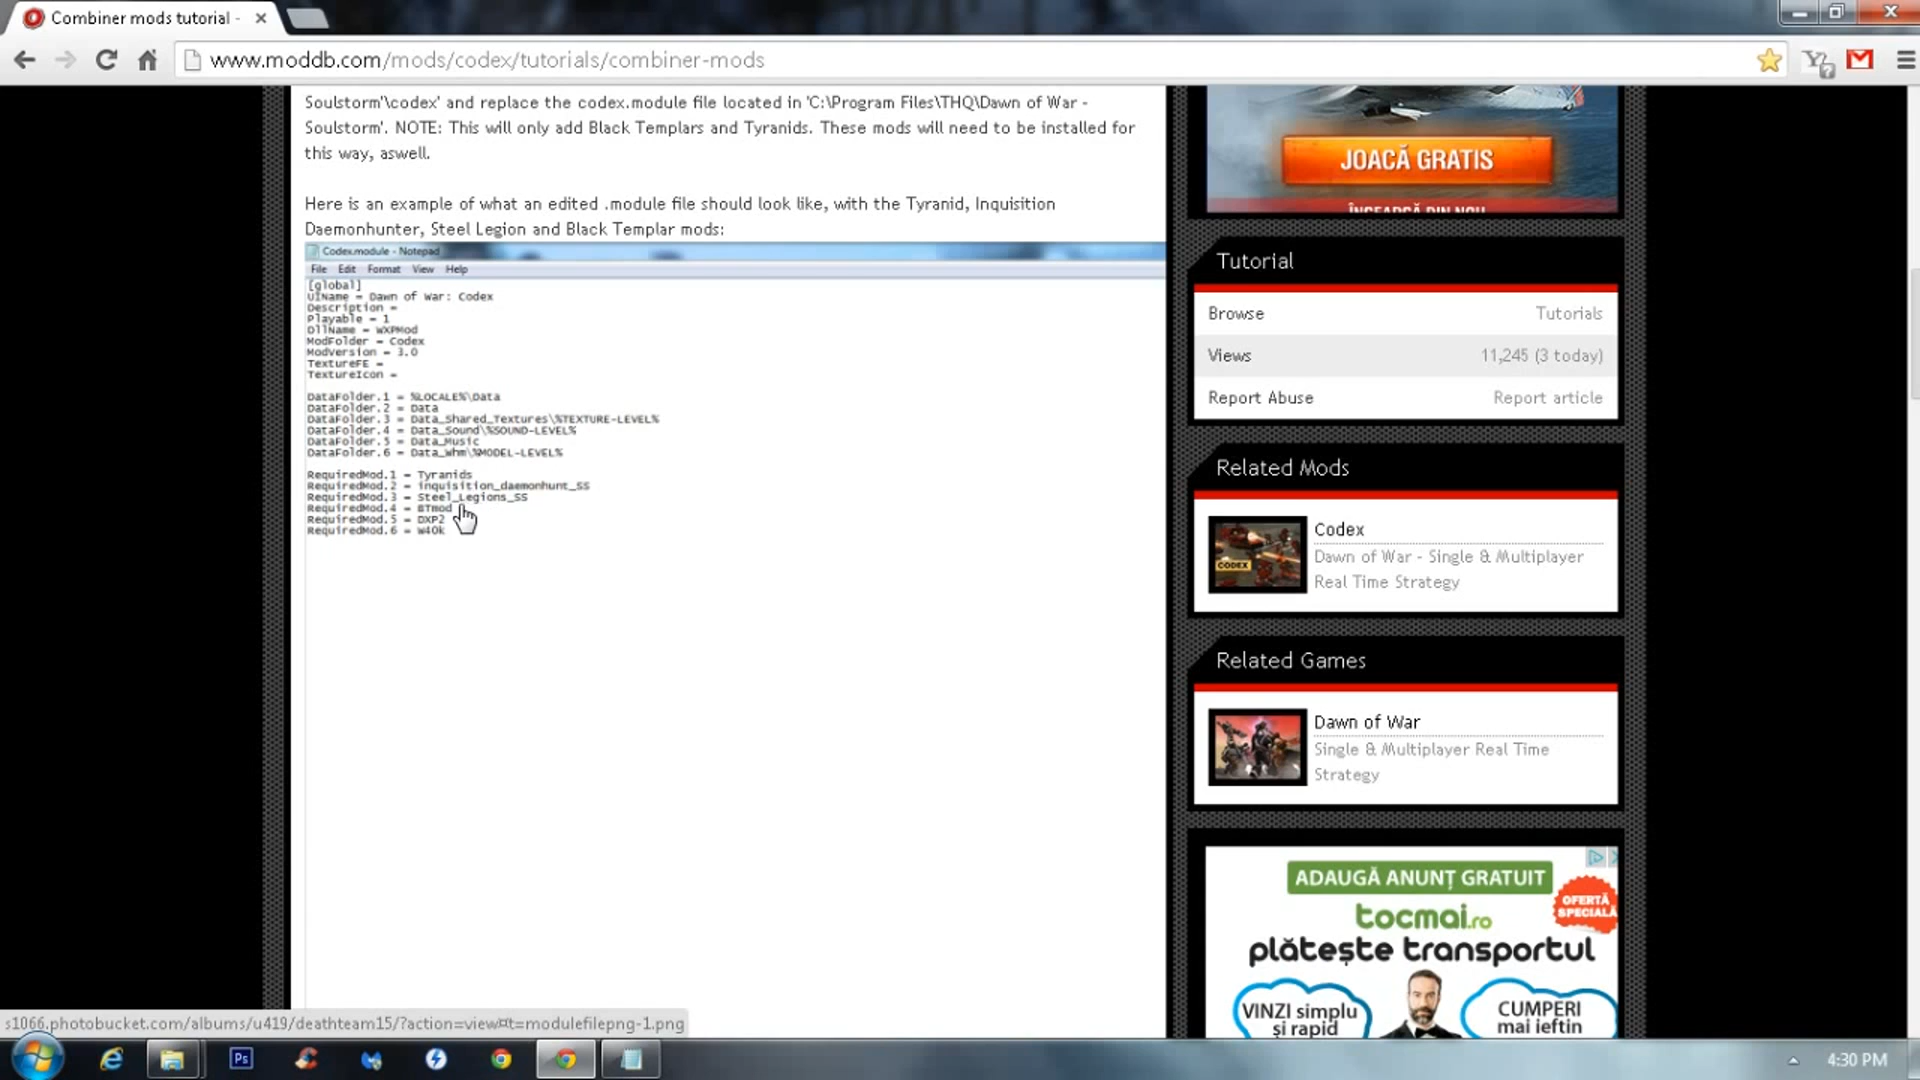 Combiner mods tutorial -
www.moddb.com/mods/codex/tutorials/combiner-mods
Soulstorm'\codex' and replace the codex.module file located in 'C:\Program Files\THQ\Dawn of War -
Soulstorm'. NOTE: This will only add Black Templars and Tyranids. These mods will need to be installed for
this way, aswell.
Here is an example of what an edited .module file should look like, with the Tyranid, Inquisition
Daemonhunter, Steel Legion and Black Templar mods:
Codex.module - Notepad
File Edit Format View Help
[global]
UIName = Dawn of War: Codex
Description =
Playable = 1
DllName = WXPMod
ModFolder = Codex
ModVersion = 3.0
TextureFE =
TextureIcon =
DataFolder.1 = %LOCALE%\Data
DataFolder.2 = Data
DataFolder.3 = Data_Shared_Textures\%TEXTURE-LEVEL%
DataFolder.4 = Data_Sound\%SOUND-LEVEL%
DataFolder.5 = Data_Music
DataFolder.6 = Data_Whm\%MODEL-LEVEL%
RequiredMod.1 = Tyranids
RequiredMod.2 = inquisition_daemonhunt_SS
RequiredMod.3 = Steel_Legions_SS
RequiredMod.4 = BTmod
RequiredMod.5 = DXP2
RequiredMod.6 = W40k
JOACĂ GRATIS
ÎNCEARCĂ DIN NOU
Tutorial
Browse Tutorials
Views 11,245 (3 today)
Report Abuse Report article
Related Mods
Codex
CODEX
Dawn of War - Single & Multiplayer
Real Time Strategy
Related Games
Dawn of War
Single & Multiplayer Real Time
Strategy
ADAUGĂ ANUNȚ GRATUIT
OFERTĂ
SPECIALĂ
tocmai.ro
plătește transportul
VINZI simplu
și rapid
CUMPERI
mai ieftin
s1066.photobucket.com/albums/u419/deathteam15/?action=view¤t=modulefilepng-1.png
Ps
4:30 PM